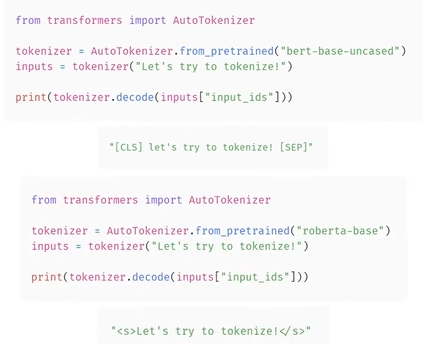 from transformers import AutoTokenizer
tokenizer = AutoTokenizer.from_pretrained("bert-base-uncased")
inputs = tokenizer("Let's try to tokenize!")
print(tokenizer.decode(inputs["input_ids"]))
"[CLS] let's try to tokenize! [SEP]"
from transformers import AutoTokenizer
tokenizer = AutoTokenizer.from_pretrained("roberta-base")
inputs = tokenizer("Let's try to tokenize!")
print(tokenizer.decode(inputs["input_ids"]))
"<s>Let's try to tokenize!</s>"